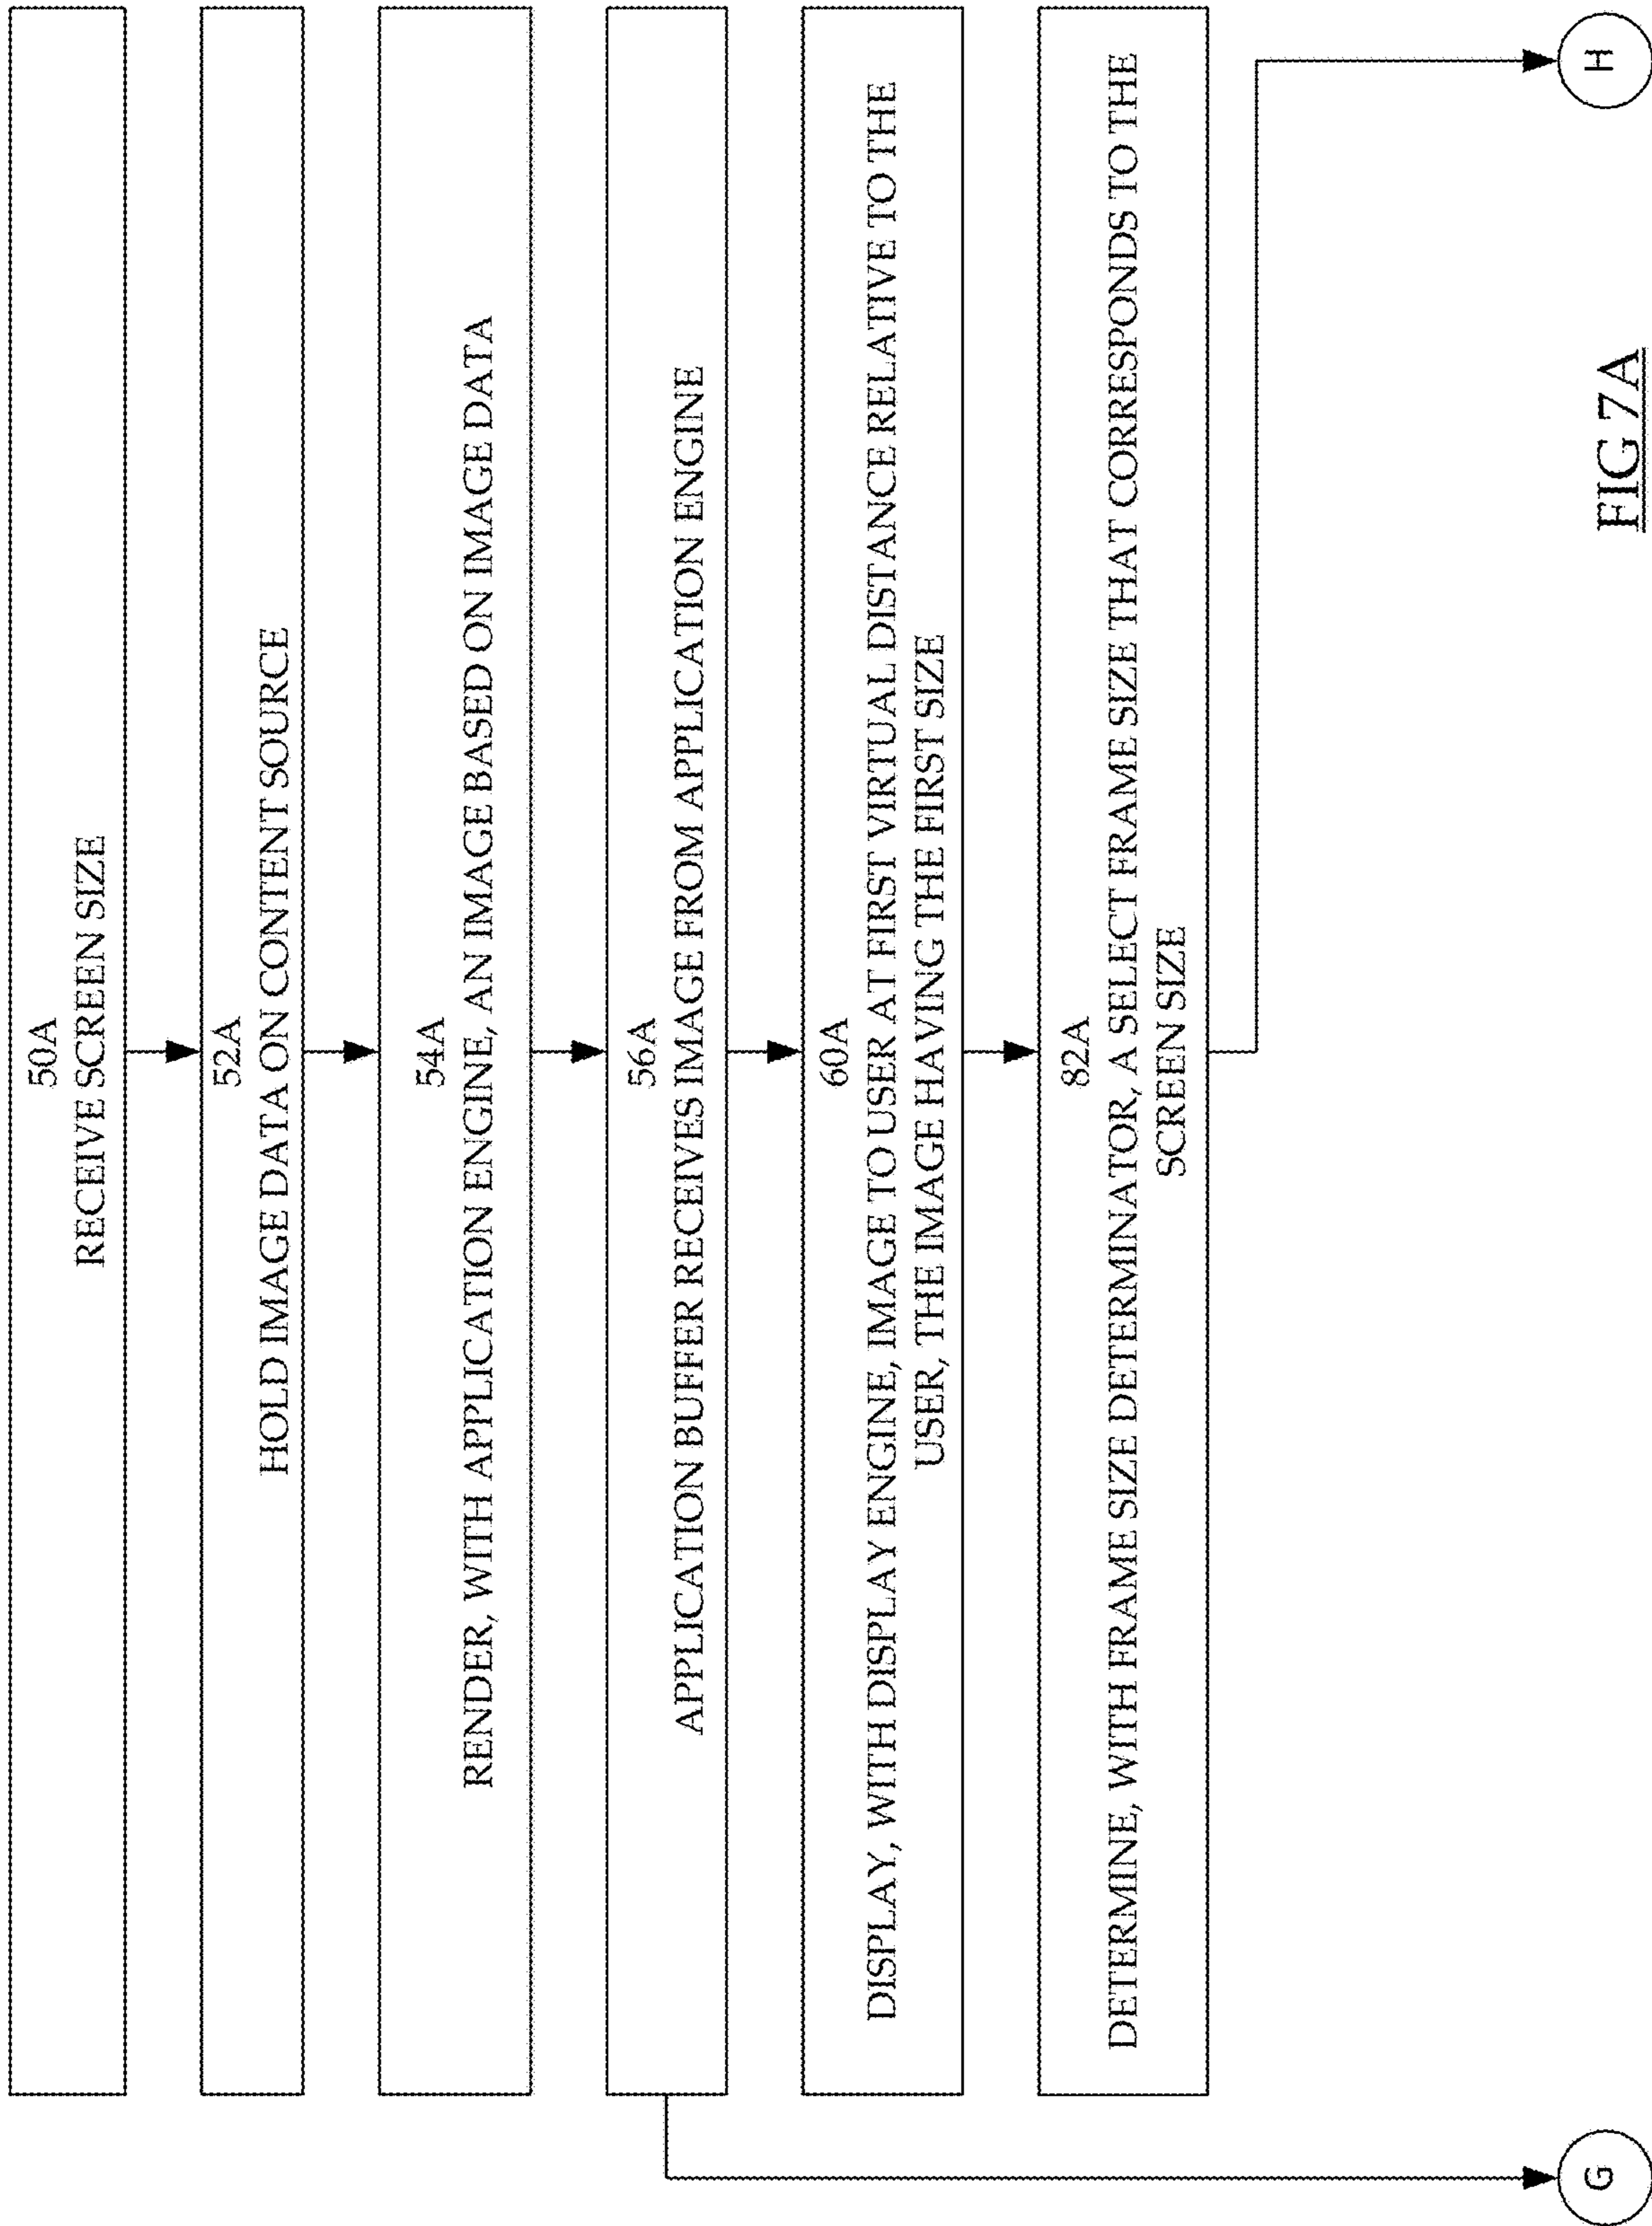 50A
RECEIVE SCREEN SIZE
52A
HOLD IMAGE DATA ON CONTENT SOURCE
54A
RENDER, WITH APPLICATION ENGINE, AN IMAGE BASED ON IMAGE DATA
56A
APPLICATION BUFFER RECEIVES IMAGE FROM APPLICATION ENGINE
60A
DISPLAY, WITH DISPLAY ENGINE, IMAGE TO USER AT FIRST VIRTUAL DISTANCE RELATIVE TO THE
USER, THE IMAGE HAVING THE FIRST SIZE
82A
DETERMINE, WITH FRAME SIZE DETERMINATOR, A SELECT FRAME SIZE THAT CORRESPONDS TO THE
SCREEN SIZE
G
H
FIG 7A